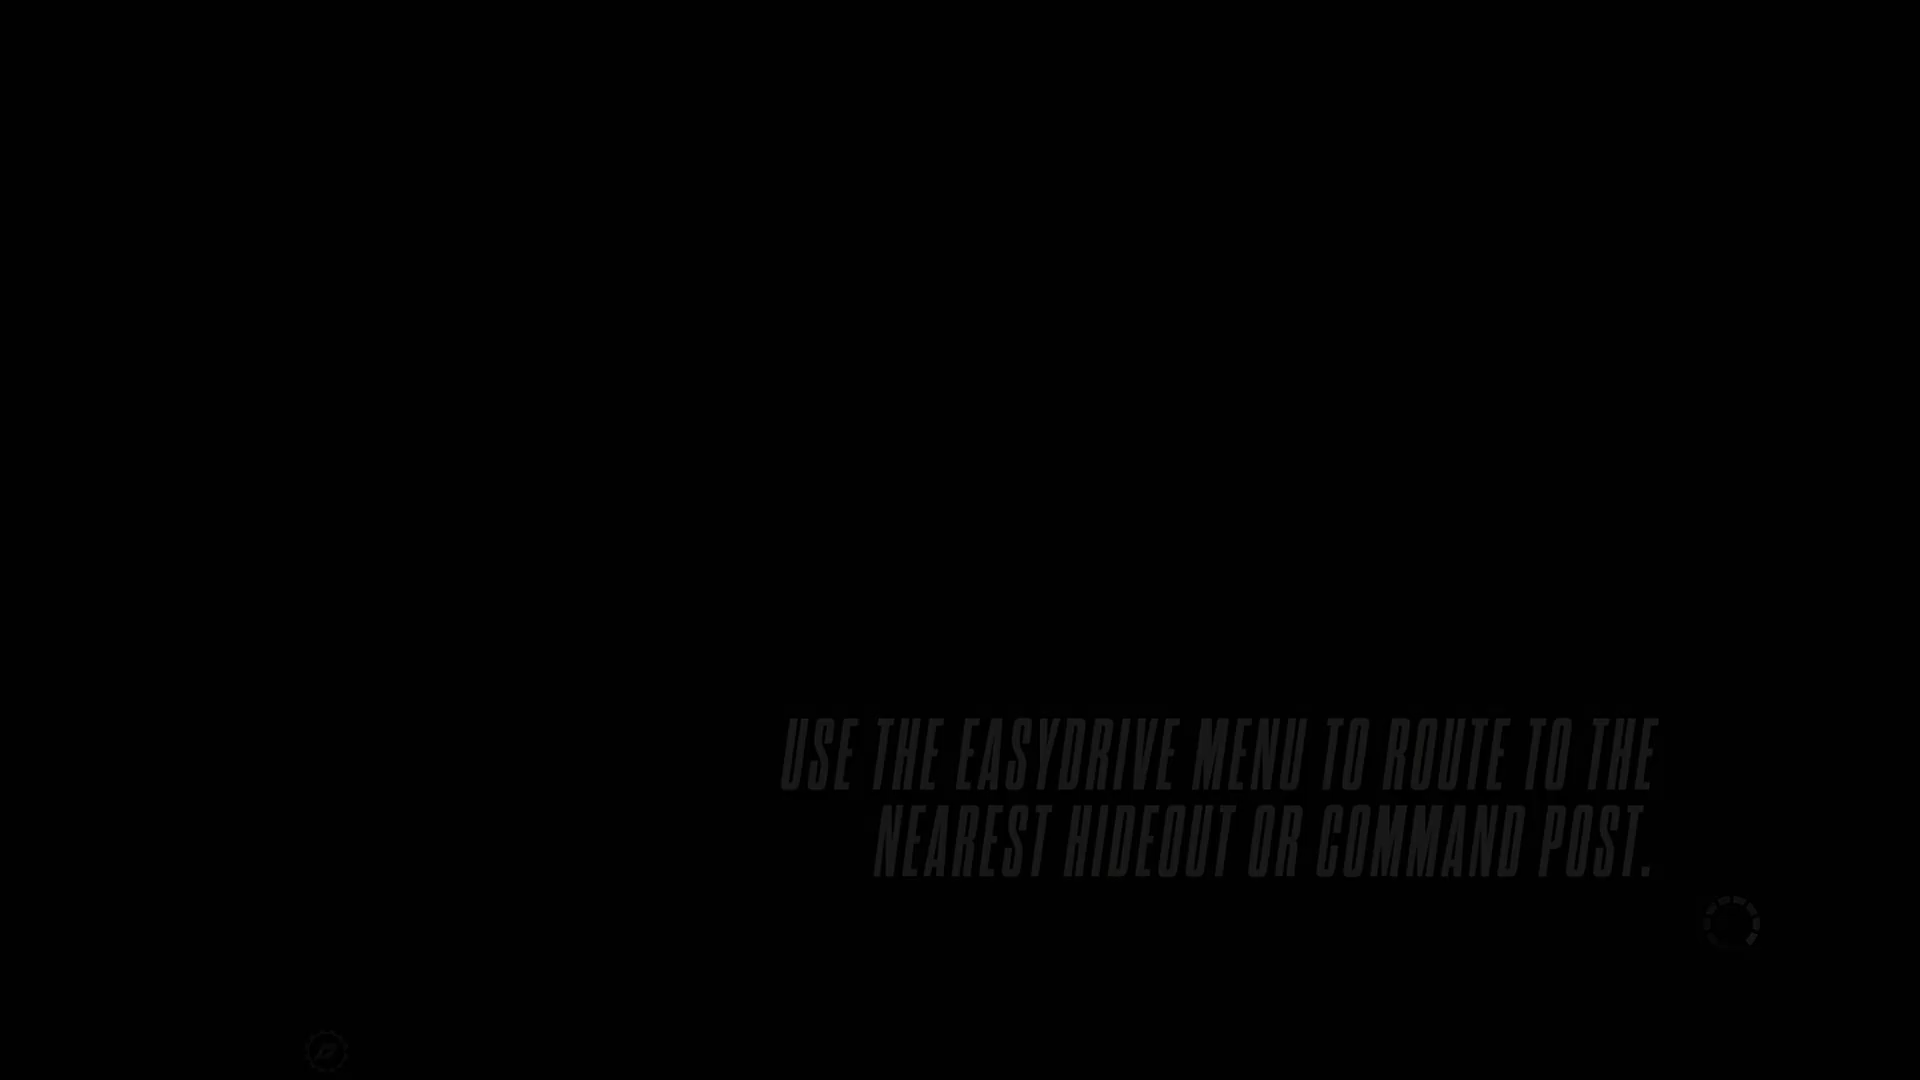 USE THE EASYDRIVE MENU TO ROUTE TO THE
NEAREST HIDEOUT OR COMMAND POST.